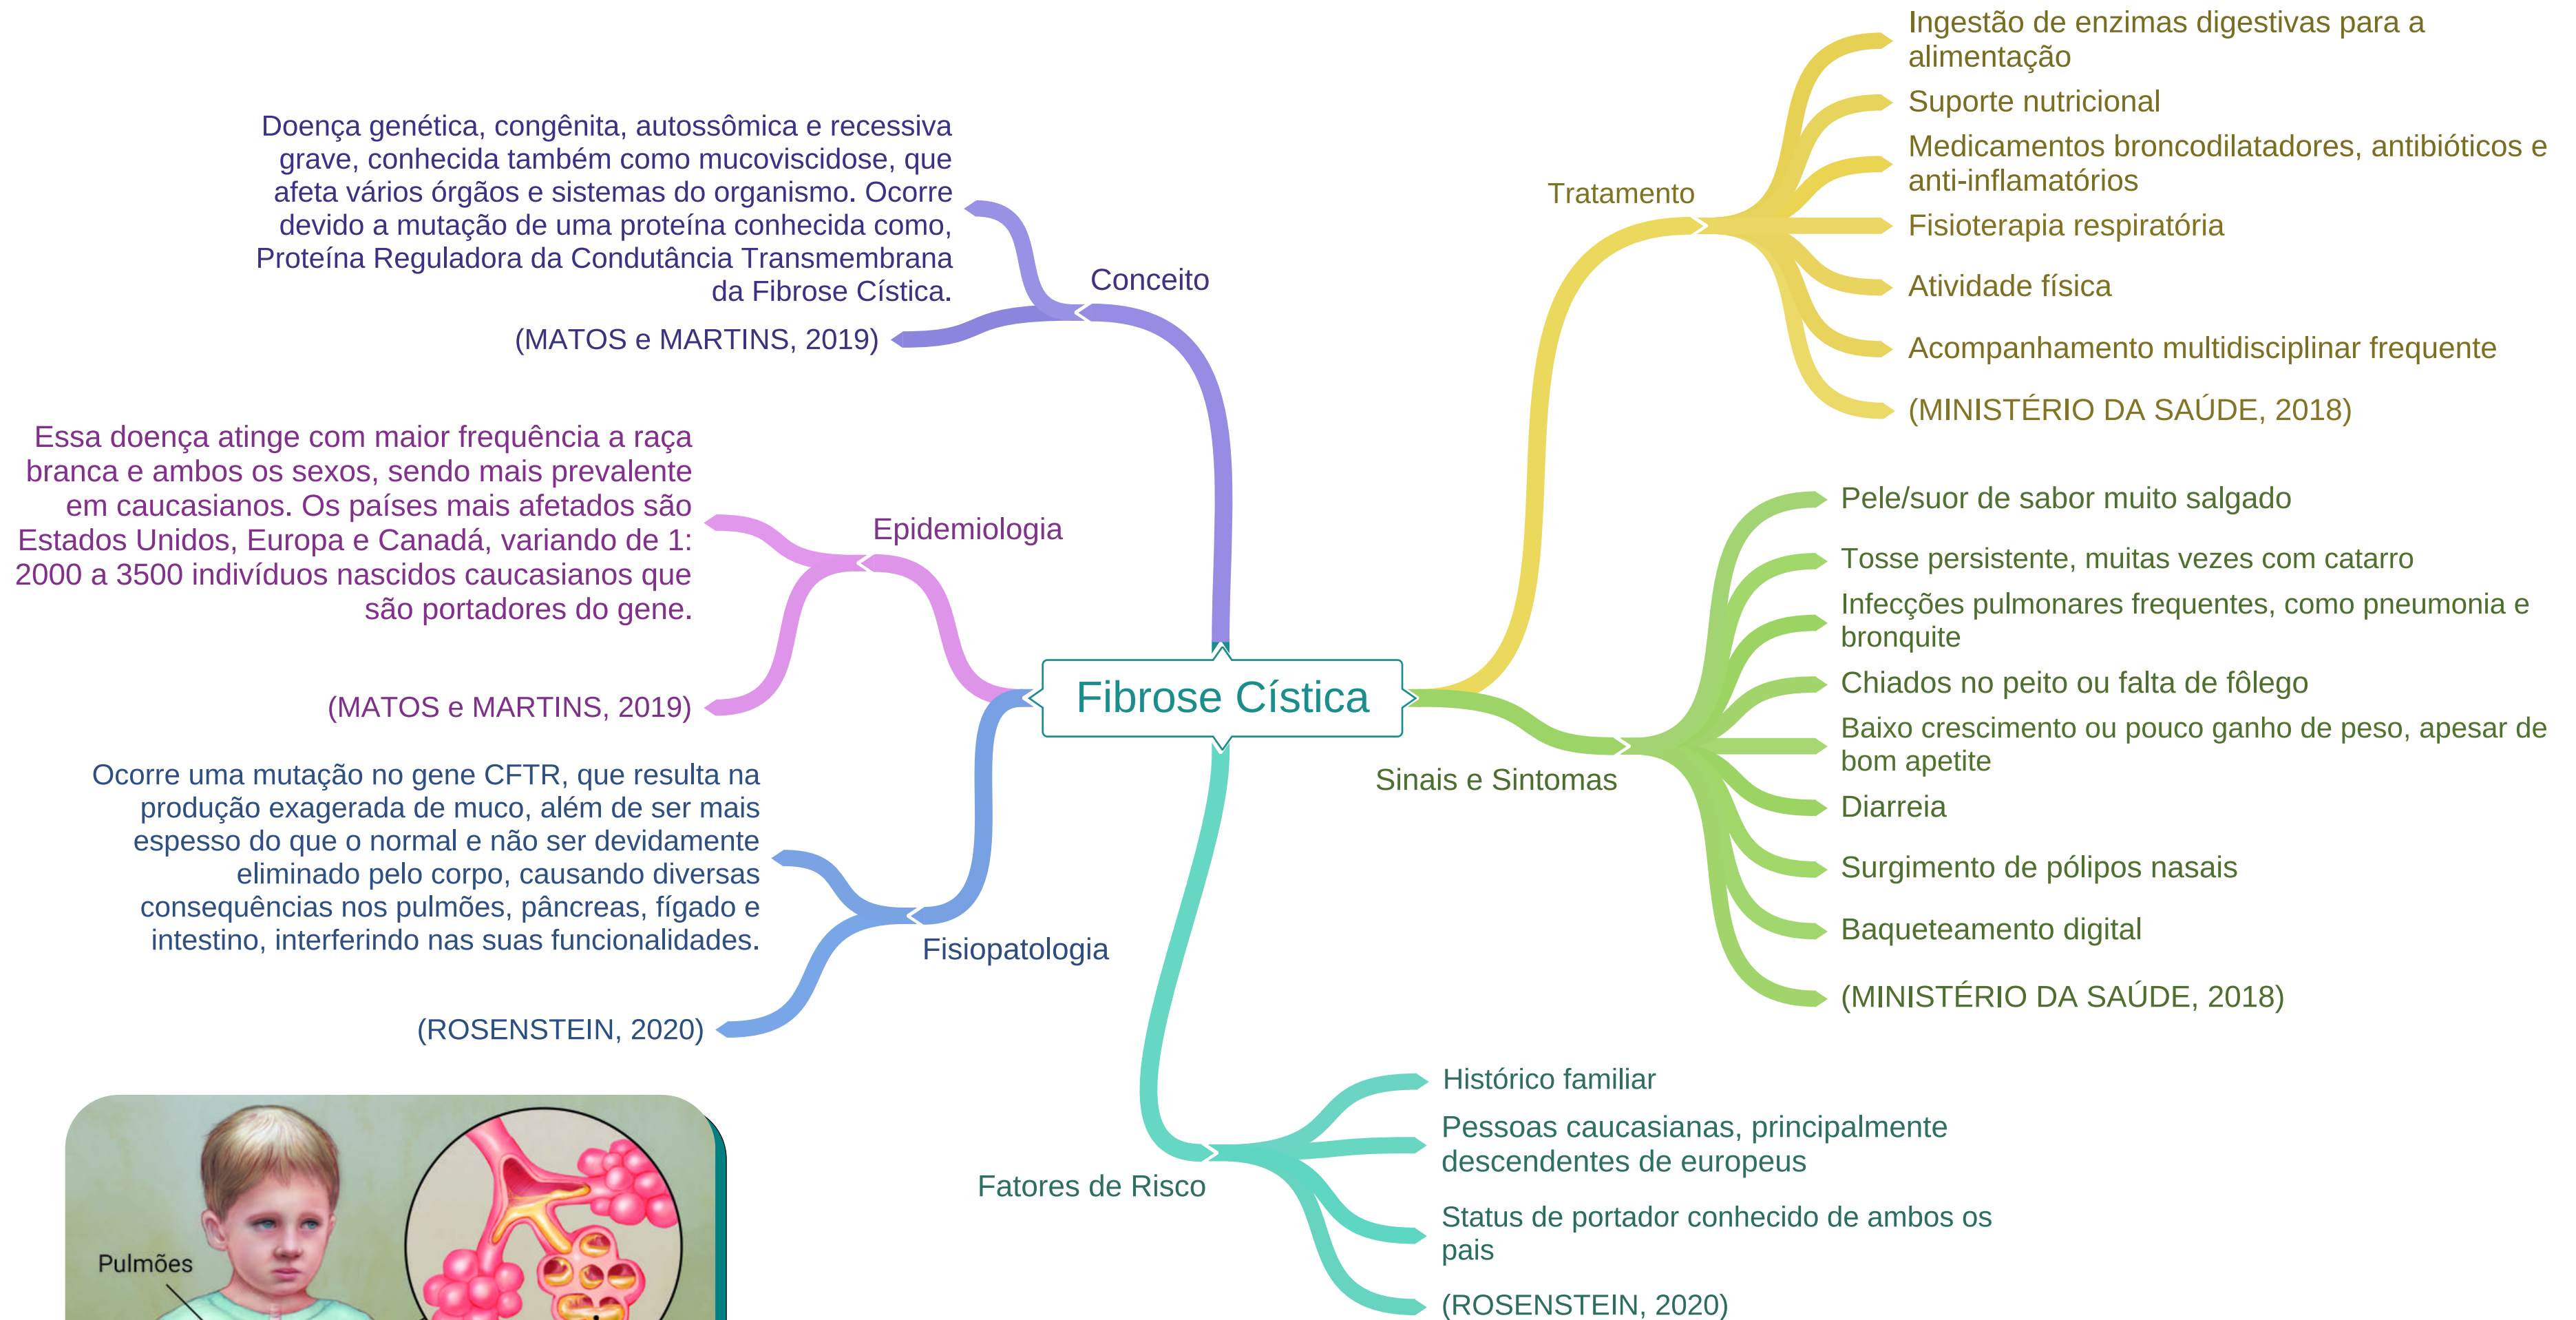 Fibrose Cística
Conceito
Doença genética, congênita, autossômica e recessiva
grave, conhecida também como mucoviscidose, que
afeta vários órgãos e sistemas do organismo. Ocorre
devido a mutação de uma proteína conhecida como,
Proteína Reguladora da Condutância Transmembrana
da Fibrose Cística.
(MATOS e MARTINS, 2019)
Epidemiologia
Essa doença atinge com maior frequência a raça
branca e ambos os sexos, sendo mais prevalente
em caucasianos. Os países mais afetados são
Estados Unidos, Europa e Canadá, variando de 1:
2000 a 3500 indivíduos nascidos caucasianos que
são portadores do gene.
(MATOS e MARTINS, 2019)
Fisiopatologia
Ocorre uma mutação no gene CFTR, que resulta na
produção exagerada de muco, além de ser mais
espesso do que o normal e não ser devidamente
eliminado pelo corpo, causando diversas
consequências nos pulmões, pâncreas, fígado e
intestino, interferindo nas suas funcionalidades.
(ROSENSTEIN, 2020)
Pulmões
Tratamento
Ingestão de enzimas digestivas para a
alimentação
Suporte nutricional
Medicamentos broncodilatadores, antibióticos e
anti-inflamatórios
Fisioterapia respiratória
Atividade física
Acompanhamento multidisciplinar frequente
(MINISTÉRIO DA SAÚDE, 2018)
Sinais e Sintomas
Pele/suor de sabor muito salgado
Tosse persistente, muitas vezes com catarro
Infecções pulmonares frequentes, como pneumonia e
bronquite
Chiados no peito ou falta de fôlego
Baixo crescimento ou pouco ganho de peso, apesar de
bom apetite
Diarreia
Surgimento de pólipos nasais
Baqueteamento digital
(MINISTÉRIO DA SAÚDE, 2018)
Fatores de Risco
Histórico familiar
Pessoas caucasianas, principalmente
descendentes de europeus
Status de portador conhecido de ambos os
pais
(ROSENSTEIN, 2020)